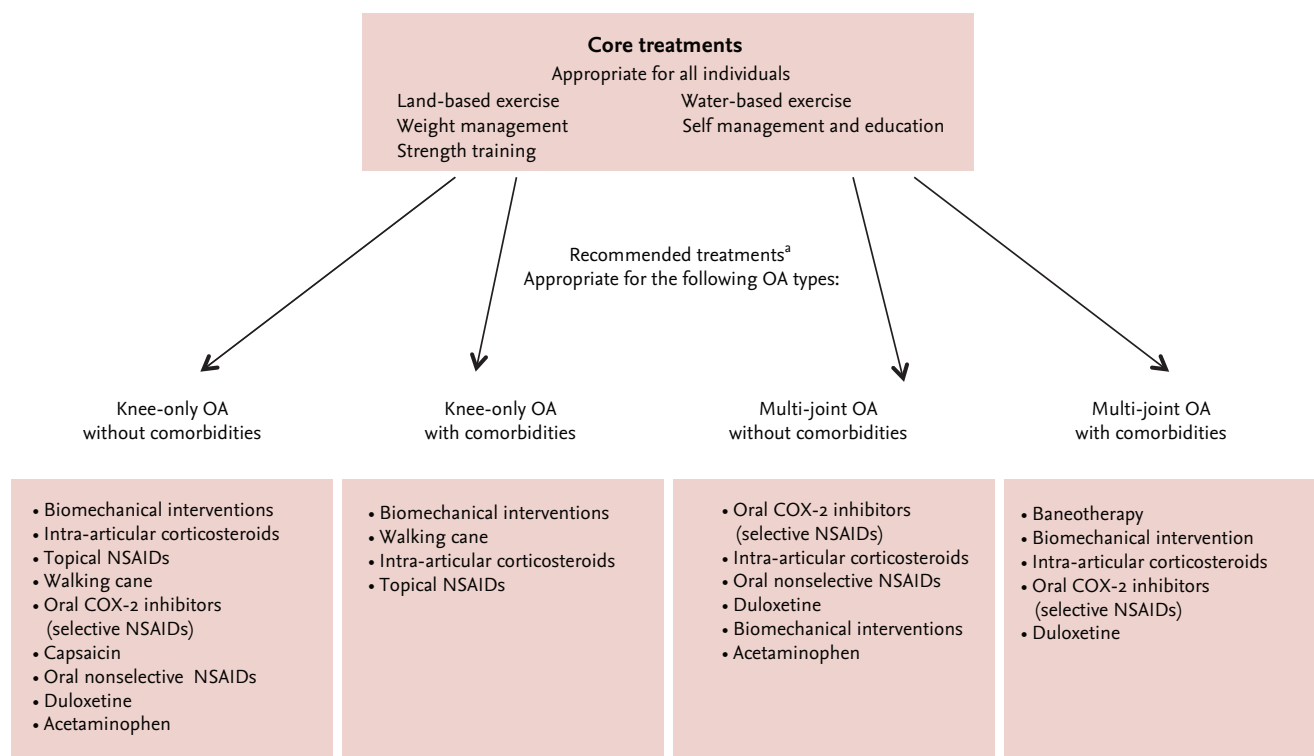 Core treatments
Appropriate for all individuals
Land-based exercise
Weight management
Strength training
Water-based exercise
Self management and education
Recommended treatmentsᵃ
Appropriate for the following OA types:
Knee-only OA
without comorbidities
• Biomechanical interventions
• Intra-articular corticosteroids
• Topical NSAIDs
• Walking cane
• Oral COX-2 inhibitors
(selective NSAIDs)
• Capsaicin
• Oral nonselective NSAIDs
• Duloxetine
• Acetaminophen
Knee-only OA
with comorbidities
• Biomechanical interventions
• Walking cane
• Intra-articular corticosteroids
• Topical NSAIDs
Multi-joint OA
without comorbidities
• Oral COX-2 inhibitors
(selective NSAIDs)
• Intra-articular corticosteroids
• Oral nonselective NSAIDs
• Duloxetine
• Biomechanical interventions
• Acetaminophen
Multi-joint OA
with comorbidities
• Baneotherapy
• Biomechanical intervention
• Intra-articular corticosteroids
• Oral COX-2 inhibitors
(selective NSAIDs)
• Duloxetine